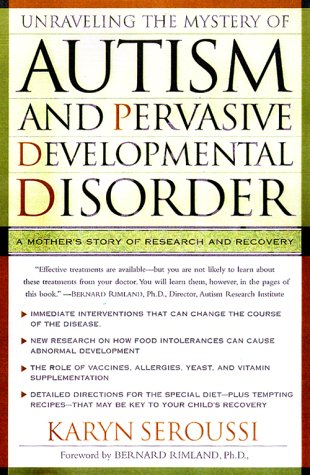 UNRAVELING THE MYSTERY OF
AUTISM
AND PERVASIVE
DEVELOPMENTAL
DISORDER
A MOTHER'S STORY OF RESEARCH AND RECOVERY
"Effective treatments are available—but you are not likely to learn about
these treatments from your doctor. You will learn them, however, in the pages
of this book." —BERNARD RIMLAND, Ph.D., Director, Autism Research Institute
IMMEDIATE INTERVENTIONS THAT CAN CHANGE THE COURSE
OF THE DISEASE.
NEW RESEARCH ON HOW FOOD INTOLERANCES CAN CAUSE
ABNORMAL DEVELOPMENT
THE ROLE OF VACCINES, ALLERGIES, YEAST, AND VITAMIN
SUPPLEMENTATION
DETAILED DIRECTIONS FOR THE SPECIAL DIET—PLUS TEMPTING
RECIPES—THAT MAY BE KEY TO YOUR CHILD'S RECOVERY
KARYN SEROUSSI
Foreword by BERNARD RIMLAND, Ph.D.,